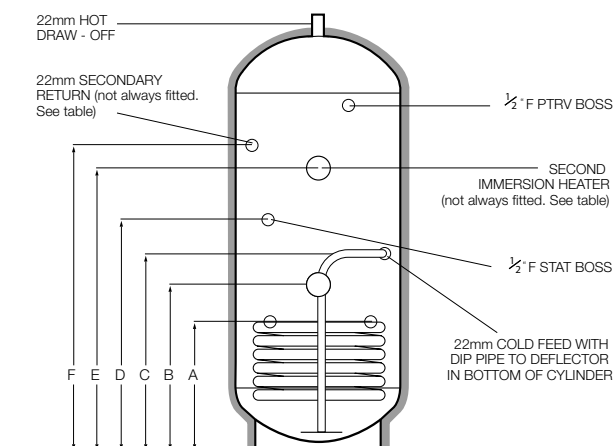 22mm HOT
DRAW - OFF
22mm SECONDARY
RETURN (not always fitted.
See table)
½" F PTRV BOSS
SECOND
IMMERSION HEATER
(not always fitted. See table)
½" F STAT BOSS
22mm COLD FEED WITH
DIP PIPE TO DEFLECTOR
IN BOTTOM OF CYLINDER
F E D C B A